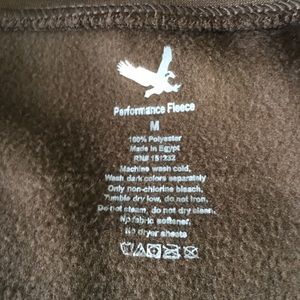 Performance Fleece
M
100% Polyester
Made in Egypt
RN# 151232
Machine wash cold.
Wash dark colors separately
Only non-chlorine bleach.
Tumble dry low, do not iron.
Do not steam, do not dry clean.
No fabric softener.
No dryer sheets